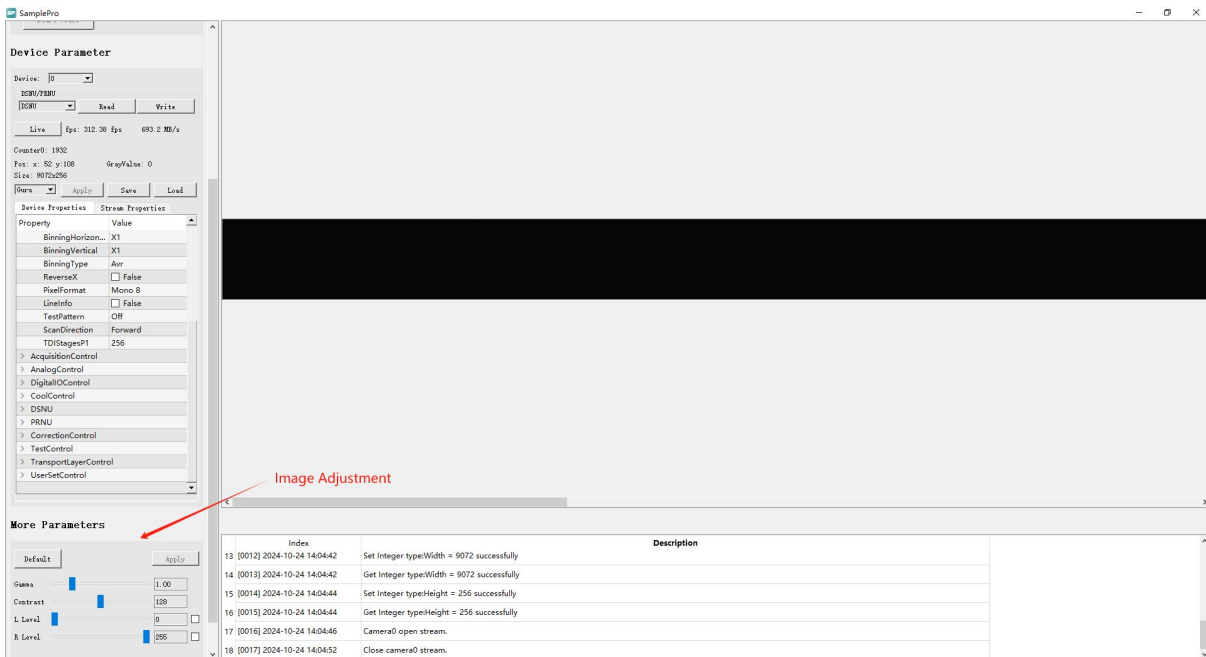 SamplePro
Device Parameter
Device: 0
DSNU/PRNU
DSNU Read Write
Live fps: 312.38 fps 693.2 MB/s
Counter0: 1932
Pos: x: 52 y:108 GrayValue: 0
Size: 9072x256
Guru Apply Save Load
Device Properties Stream Properties
Property Value
BinningHorizon... X1
BinningVertical X1
BinningType Avr
ReverseX False
PixelFormat Mono 8
LineInfo False
TestPattern Off
ScanDirection Forward
TDIStagesP1 256
> AcquisitionControl
> AnalogControl
> DigitalIOControl
> CoolControl
> DSNU
> PRNU
> CorrectionControl
> TestControl
> TransportLayerControl
> UserSetControl
Image Adjustment
More Parameters
Default Apply
Gamma 1.00
Contrast 128
L Level 0
R Level 255
Index Description
13 [0012] 2024-10-24 14:04:42 Set Integer type:Width = 9072 successfully
14 [0013] 2024-10-24 14:04:42 Get Integer type:Width = 9072 successfully
15 [0014] 2024-10-24 14:04:44 Set Integer type:Height = 256 successfully
16 [0015] 2024-10-24 14:04:44 Get Integer type:Height = 256 successfully
17 [0016] 2024-10-24 14:04:46 Camera0 open stream.
18 [0017] 2024-10-24 14:04:52 Close camera0 stream.